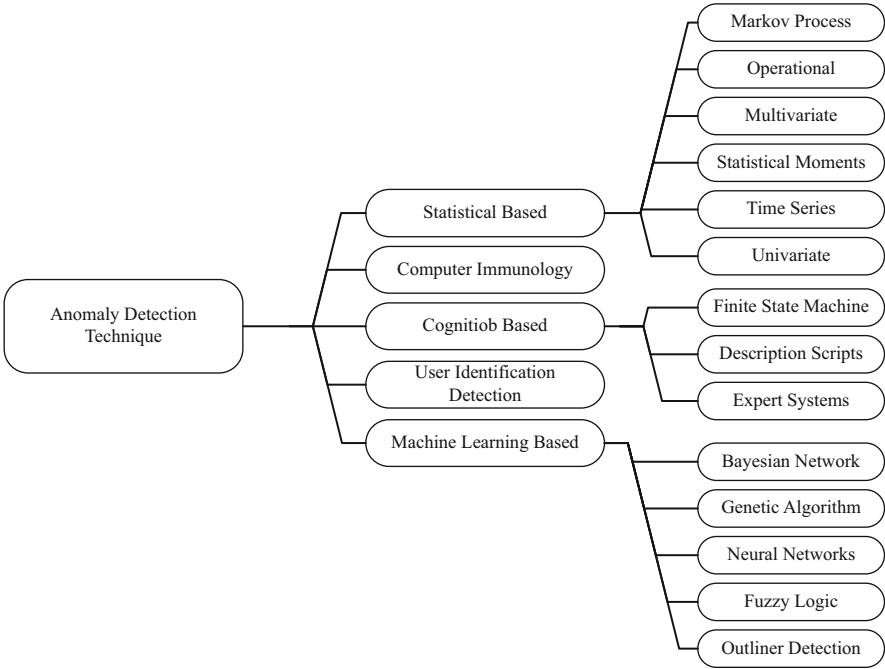 Anomaly Detection
Technique
Statistical Based
Computer Immunology
Cognitiob Based
User Identification
Detection
Machine Learning Based
Markov Process
Operational
Multivariate
Statistical Moments
Time Series
Univariate
Finite State Machine
Description Scripts
Expert Systems
Bayesian Network
Genetic Algorithm
Neural Networks
Fuzzy Logic
Outliner Detection